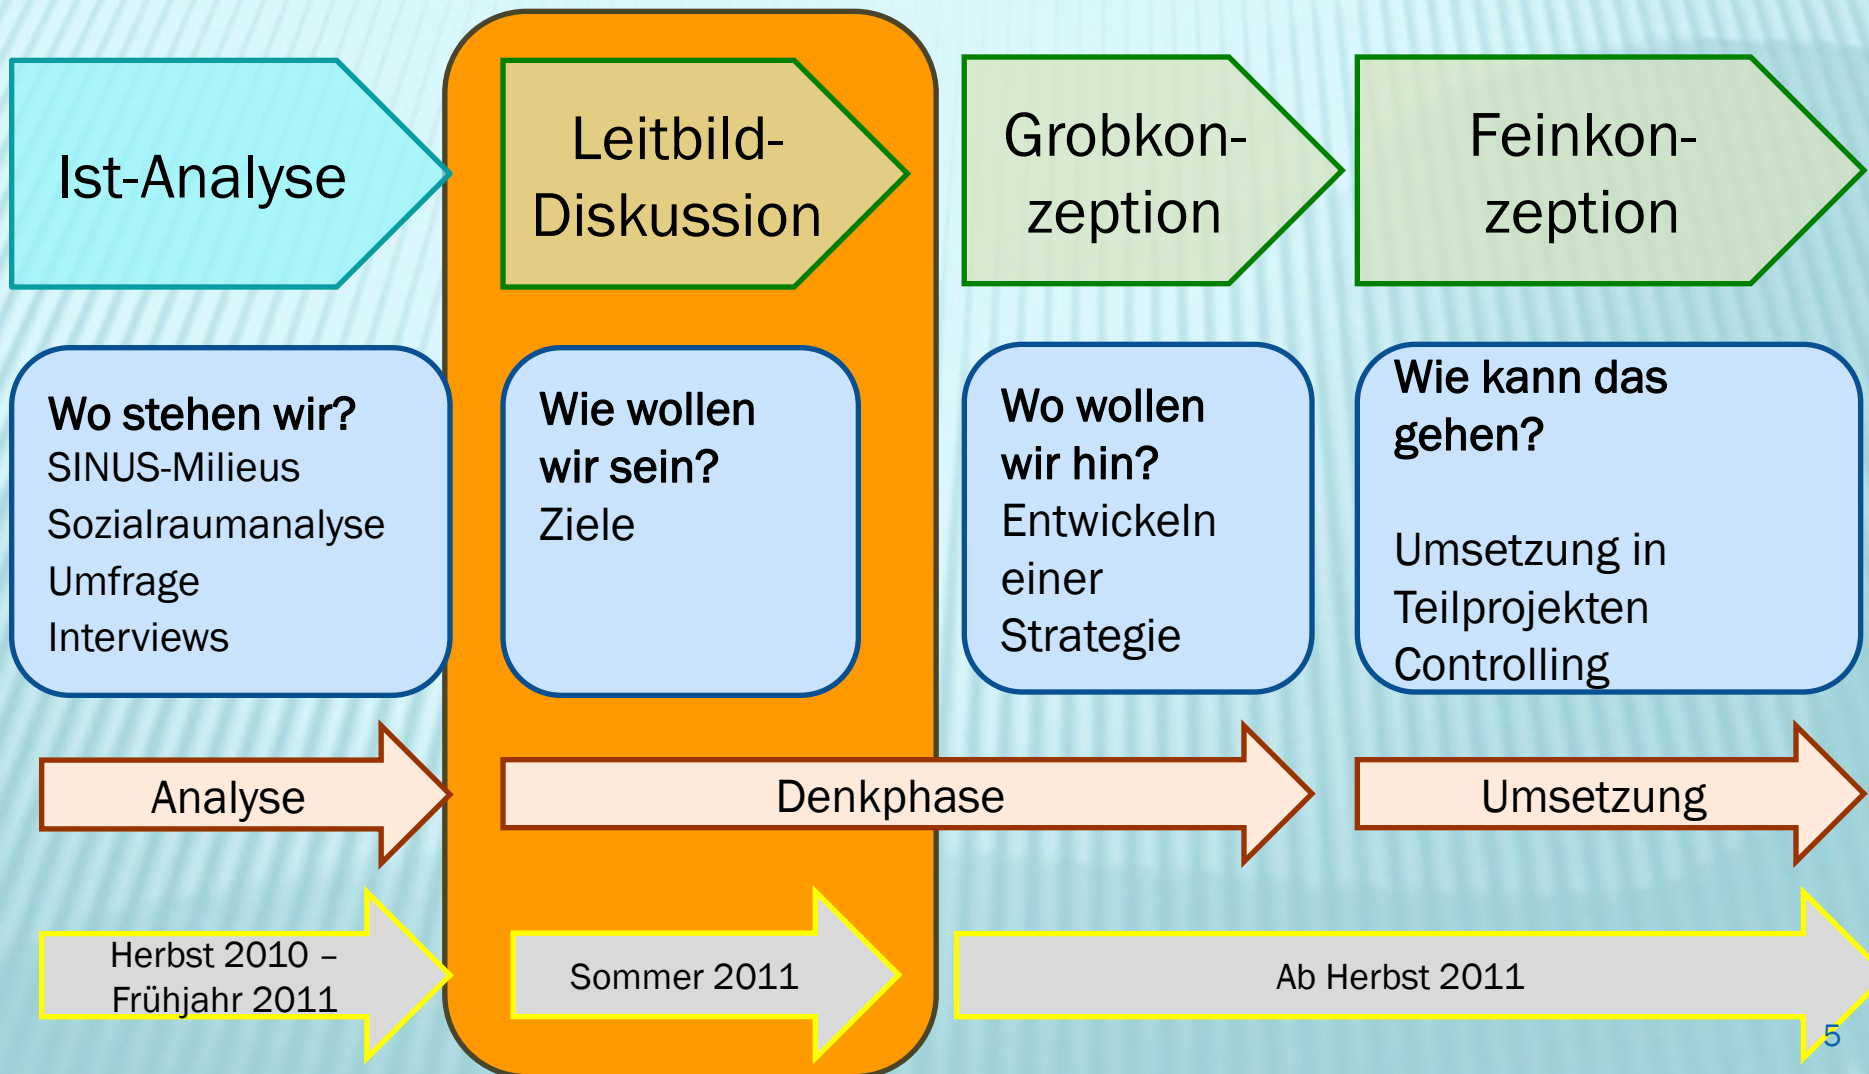 Ist-Analyse
Leitbild-
Diskussion
Grobkon-
zeption
Feinkon-
zeption
Wo stehen wir?
SINUS-Milieus
Sozialraumanalyse
Umfrage
Interviews
Wie wollen
wir sein?
Ziele
Wo wollen
wir hin?
Entwickeln
einer
Strategie
Wie kann das
gehen?
Umsetzung in
Teilprojekten
Controlling
Analyse
Denkphase
Umsetzung
Herbst 2010 –
Frühjahr 2011
Sommer 2011
Ab Herbst 2011
5